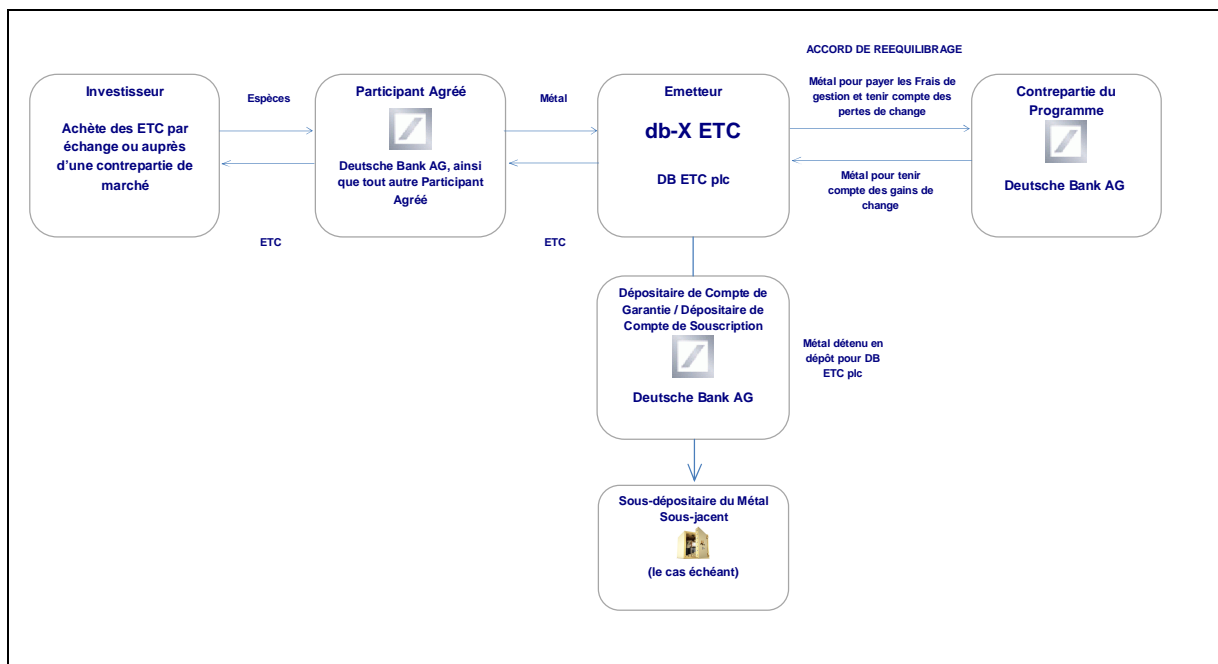 Investisseur
Achète des ETC par
échange ou auprès
d’une contrepartie de
marché
Espèces
ETC
Participant Agréé
Deutsche Bank AG, ainsi
que tout autre Participant
Agréé
Métal
ETC
Emetteur
db-X ETC
DB ETC plc
ACCORD DE REEQUILIBRAGE
Métal pour payer les Frais de
gestion et tenir compte des
pertes de change
Métal pour tenir
compte des gains de
change
Contrepartie du
Programme
Deutsche Bank AG
Dépositaire de Compte de
Garantie / Dépositaire de
Compte de Souscription
Deutsche Bank AG
Métal détenu en
dépôt pour DB
ETC plc
Sous-dépositaire du Métal
Sous-jacent
(le cas échéant)